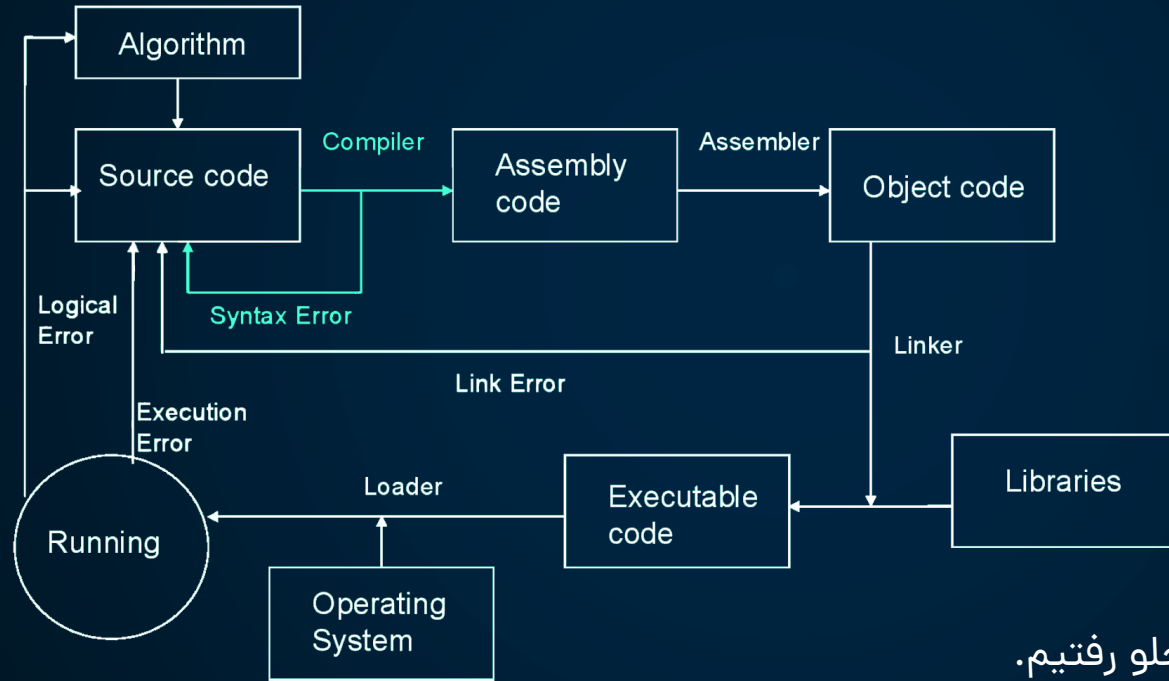 Algorithm
Source code
Compiler
Assembly
code
Assembler
Object code
Syntax Error
Logical
Error
Linker
Link Error
Execution
Error
Loader
Executable
code
Libraries
Running
Operating
System
رفتیم.